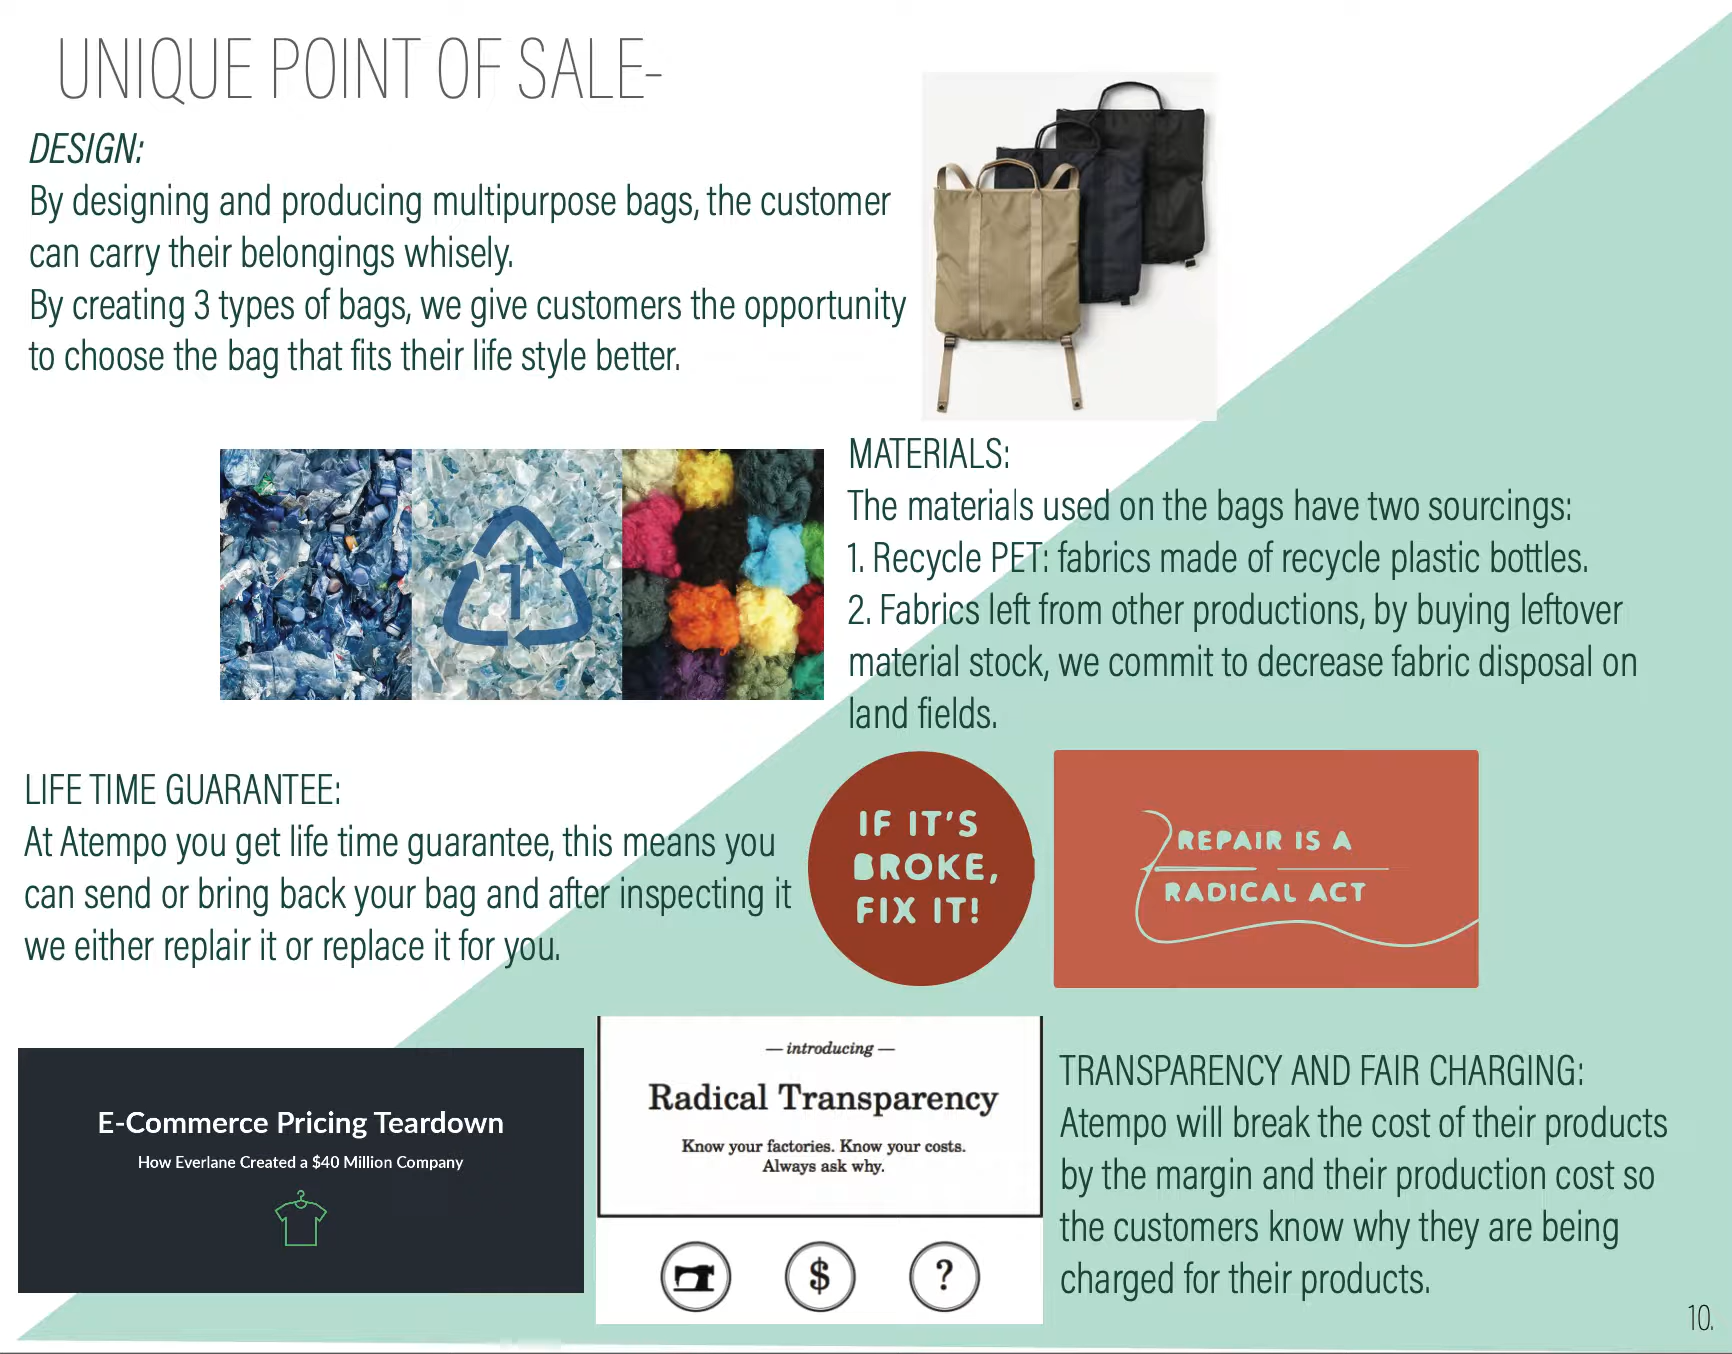 UNIQUE POINT OF SALE-
DESIGN:
By designing and producing multipurpose bags, the customer
can carry their belongings whisely.
By creating 3 types of bags, we give customers the opportunity
to choose the bag that fits their life style better.
1
MATERIALS:
The materials used on the bags have two sourcings:
1. Recycle PET: fabrics made of recycle plastic bottles.
2. Fabrics left from other productions, by buying leftover
material stock, we commit to decrease fabric disposal on
land fields.
LIFE TIME GUARANTEE:
At Atempo you get life time guarantee, this means you
can send or bring back your bag and after inspecting it
we either replair it or replace it for you.
IF IT'S
BROKE,
FIX IT!
REPAIR IS A
RADICAL ACT
E-Commerce Pricing Teardown
How Everlane Created a $40 Million Company
— introducing —
Radical Transparency
Know your factories. Know your costs.
Always ask why.
$
?
TRANSPARENCY AND FAIR CHARGING:
Atempo will break the cost of their products
by the margin and their production cost so
the customers know why they are being
charged for their products.
10.